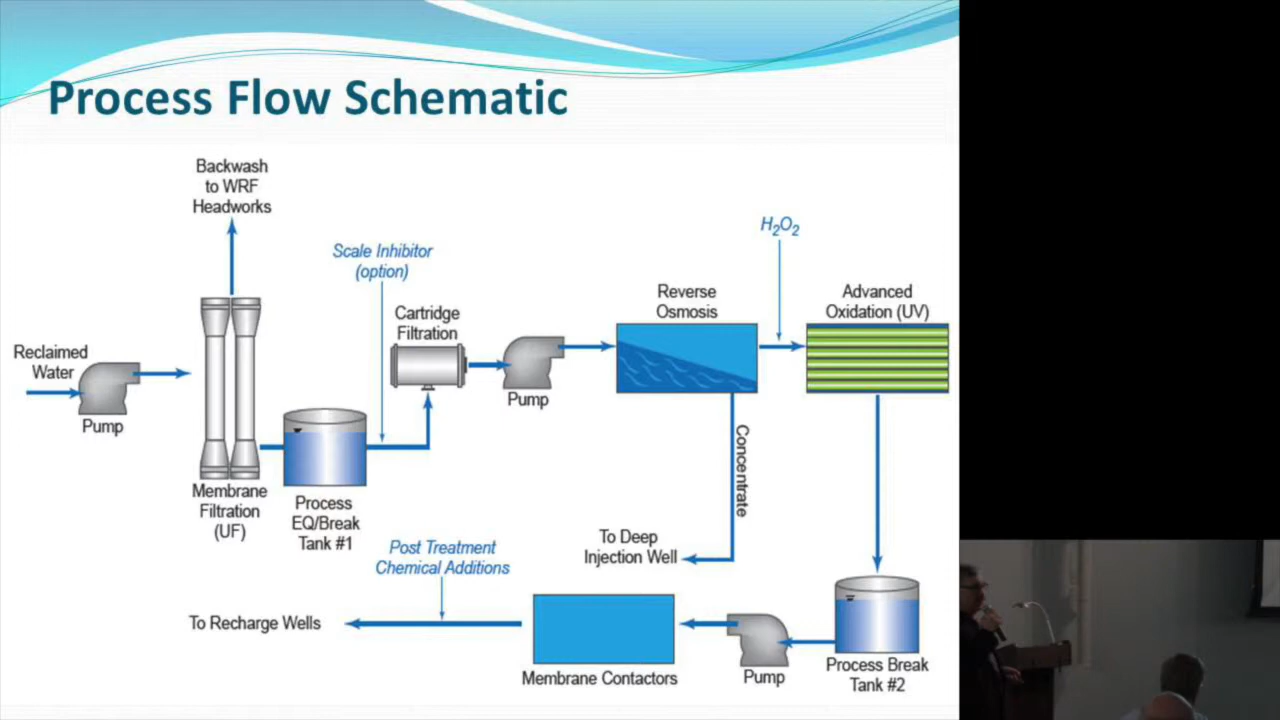 Process Flow Schematic
Backwash
to WRF
Headworks
Scale Inhibitor
(option)
H₂O₂
Cartridge
Filtration
Reverse
Osmosis
Advanced
Oxidation (UV)
Reclaimed
Water
Pump
Pump
Membrane
Filtration
(UF)
Process
EQ/Break
Tank #1
Concentrate
To Deep
Injection Well
Post Treatment
Chemical Additions
To Recharge Wells
Membrane Contactors
Pump
Process Break
Tank #2